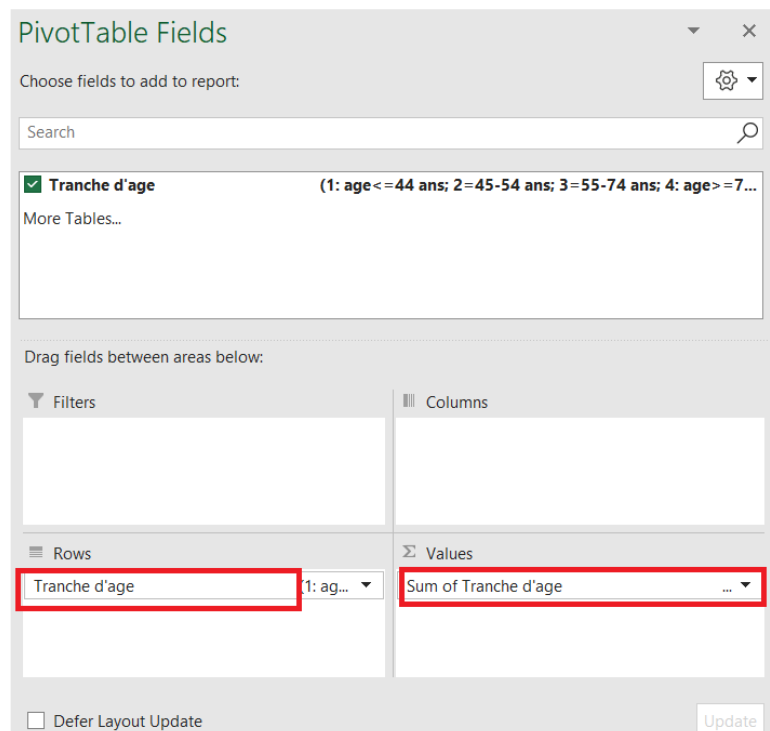 PivotTable Fields
Choose fields to add to report:
Search
Tranche d'age (1: age<=44 ans; 2=45-54 ans; 3=55-74 ans; 4: age>=7...
More Tables...
Drag fields between areas below:
Filters
Columns
Rows
Σ Values
Tranche d'age (1: ag...
Sum of Tranche d'age ...
Defer Layout Update
Update